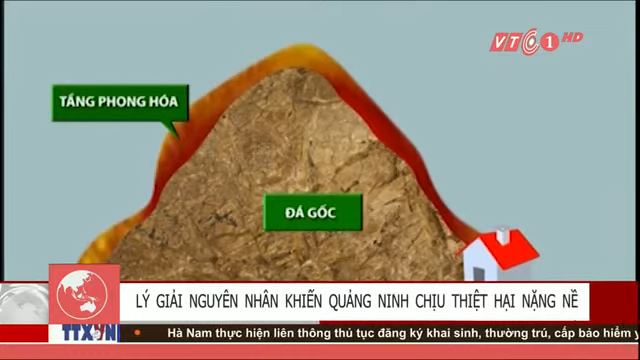 VTC1 HD
TẦNG PHONG HÓA
ĐÁ GỐC
LÝ GIẢI NGUYÊN NHÂN KHIẾN QUẢNG NINH CHỊU THIỆT HẠI NẶNG NỀ
TTXVN
Hà Nam thực hiện liên thông thủ tục đăng ký khai sinh, thường trú, cấp bảo hiểm y